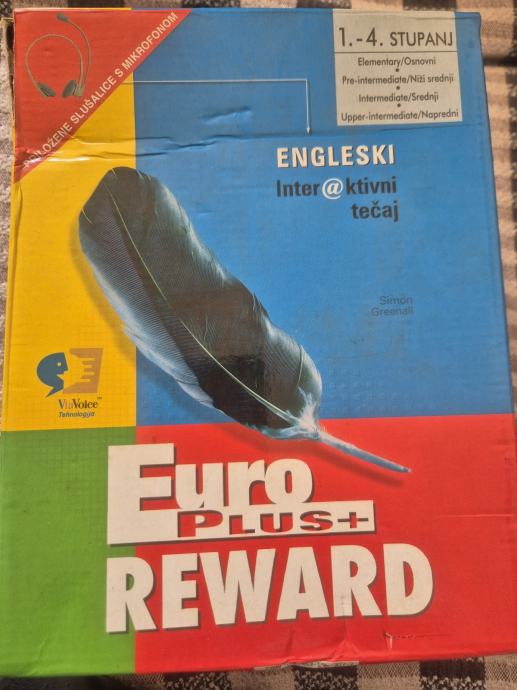 PRILOŽENE SLUŠALICE S MIKROFONOM
1.-4. STUPANJ
Elementary/Osnovni
Pre-intermediate/Niži srednji
Intermediate/Srednji
Upper-intermediate/Napredni
ENGLESKI
Inter@ktivni
tečaj
Simon
Greenall
ViaVoice™
Tehnologija
Euro
PLUS+
REWARD